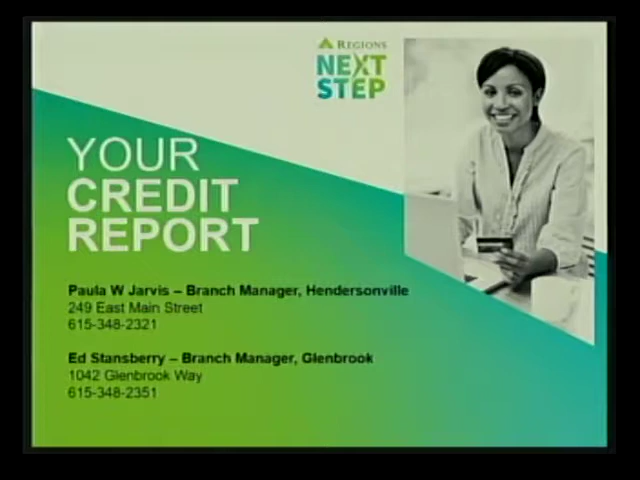 REGIONS
NEXT
STEP
YOUR
CREDIT
REPORT
Paula W Jarvis – Branch Manager, Hendersonville
249 East Main Street
615-348-2321
Ed Stansberry – Branch Manager, Glenbrook
1042 Glenbrook Way
615-348-2351